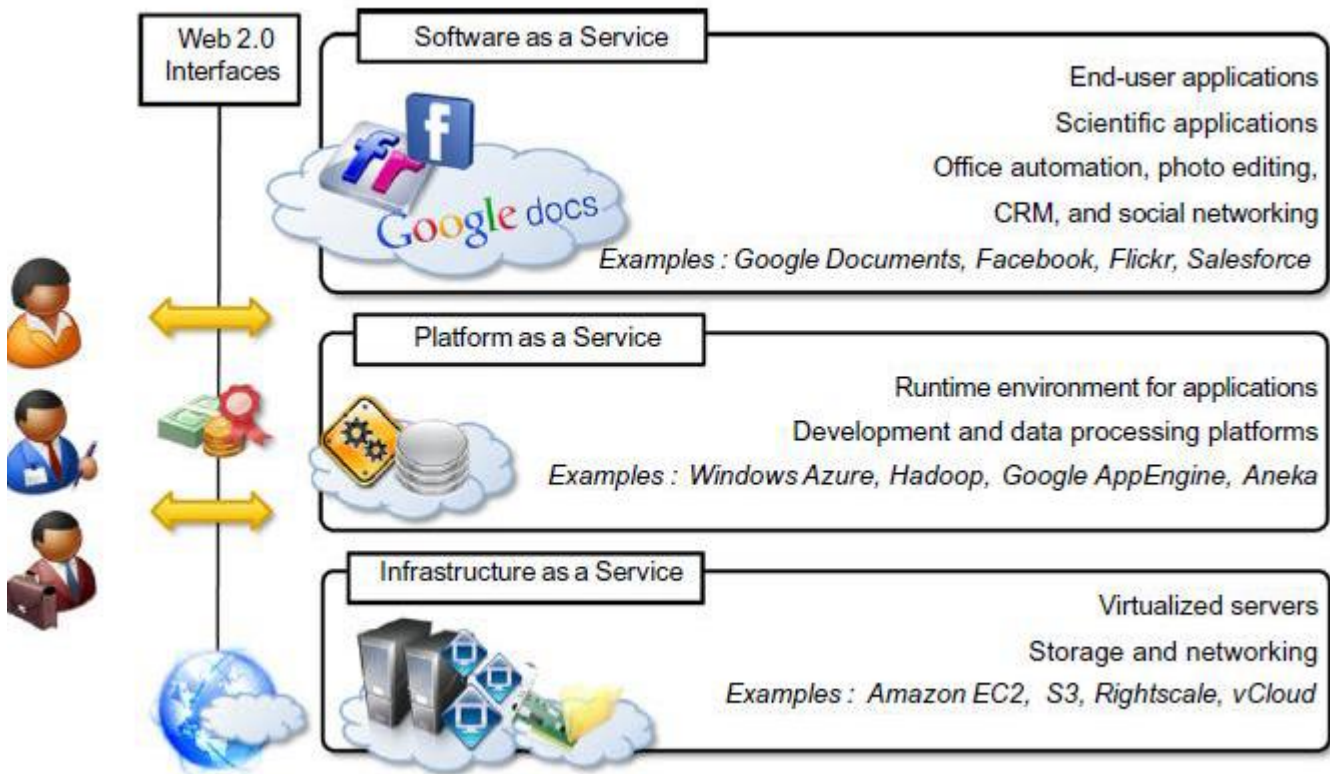 Web 2.0
Interfaces
Software as a Service
End-user applications
Scientific applications
Office automation, photo editing,
CRM, and social networking
Examples : Google Documents, Facebook, Flickr, Salesforce
f
fr
Google docs
Platform as a Service
Runtime environment for applications
Development and data processing platforms
Examples : Windows Azure, Hadoop, Google AppEngine, Aneka
Infrastructure as a Service
Virtualized servers
Storage and networking
Examples : Amazon EC2, S3, Rightscale, vCloud